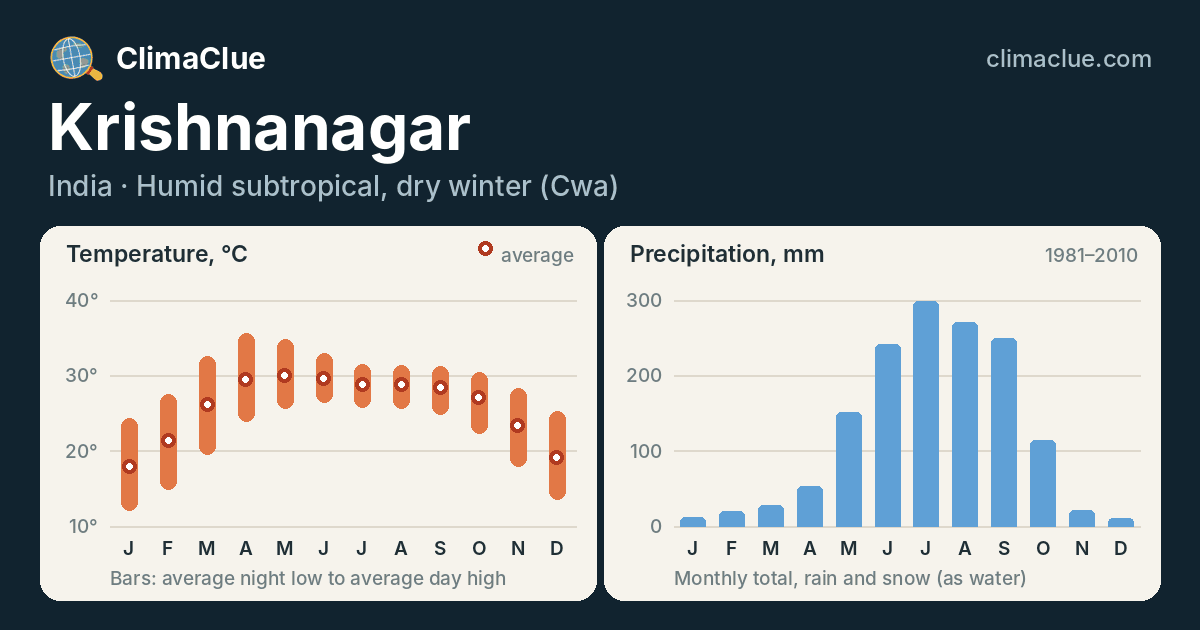 ClimaClue
climaclue.com
Krishnanagar
India · Humid subtropical, dry winter (Cwa)
Temperature, °C
average
40°
30°
20°
10°
J F M A M J J A S O N D
Bars: average night low to average day high
Precipitation, mm
1981–2010
300
200
100
0
J F M A M J J A S O N D
Monthly total, rain and snow (as water)